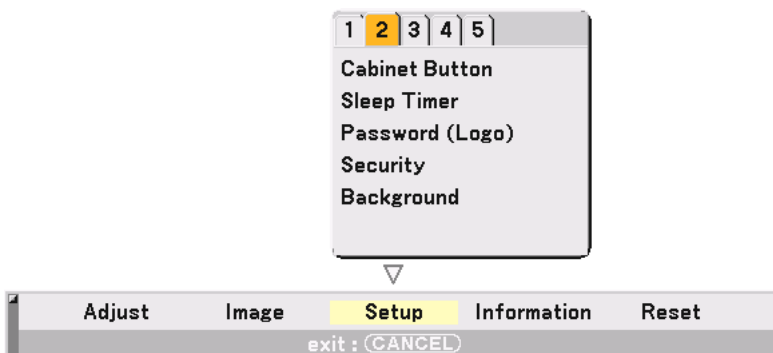 1 2 3 4 5
Cabinet Button
Sleep Timer
Password (Logo)
Security
Background
Adjust Image Setup Information Reset
exit : (CANCEL)